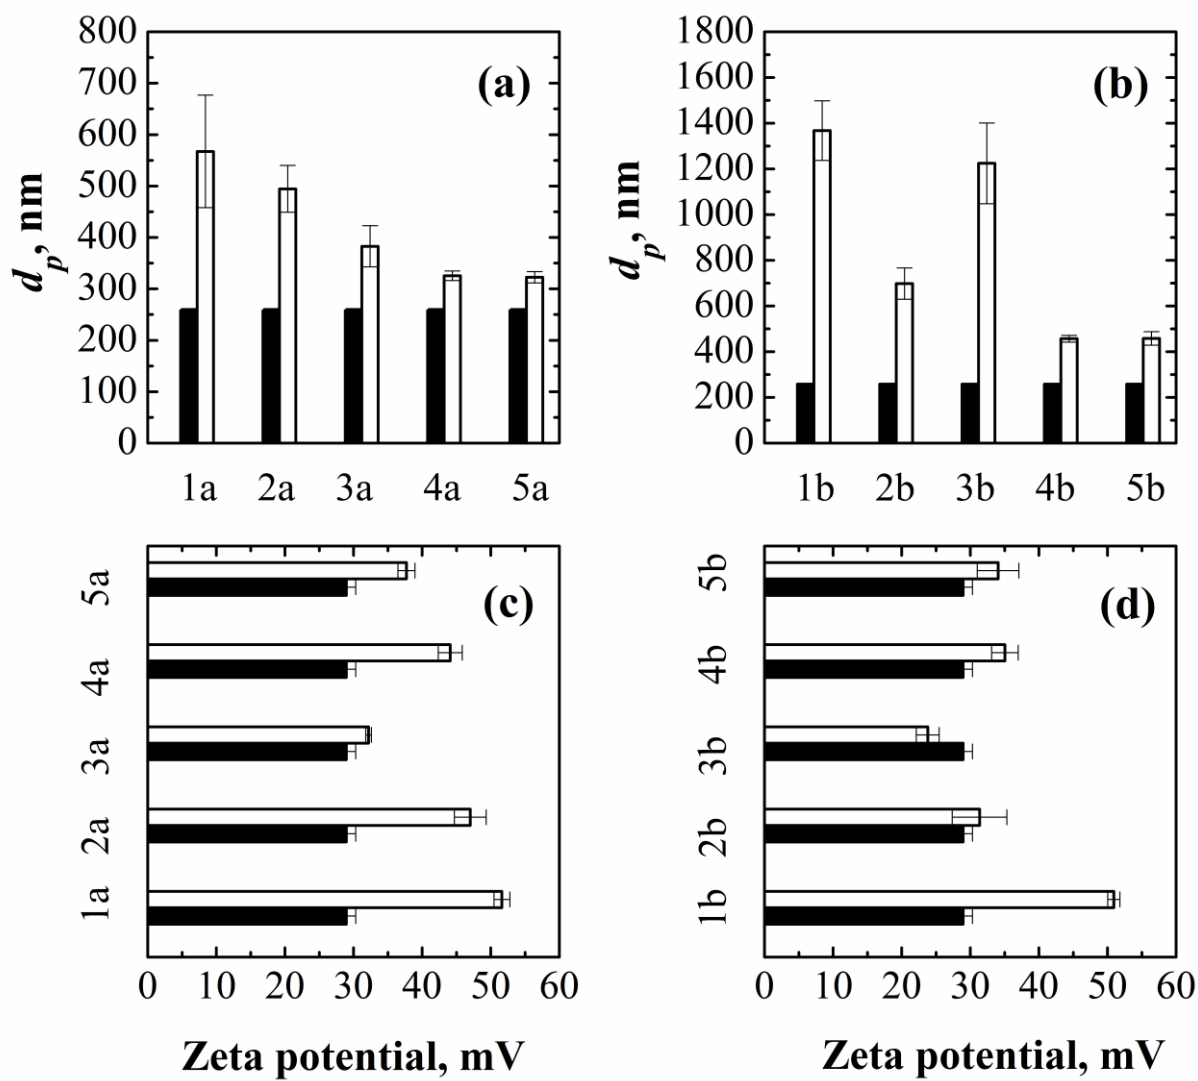 800
700
600
500
400
300
200
100
0
d_p, nm
(a)
1a 2a 3a 4a 5a
1800
1600
1400
1200
1000
800
600
400
200
0
d_p, nm
(b)
1b 2b 3b 4b 5b
5a
4a
3a
2a
1a
(c)
0 10 20 30 40 50 60
Zeta potential, mV
5b
4b
3b
2b
1b
(d)
0 10 20 30 40 50 60
Zeta potential, mV